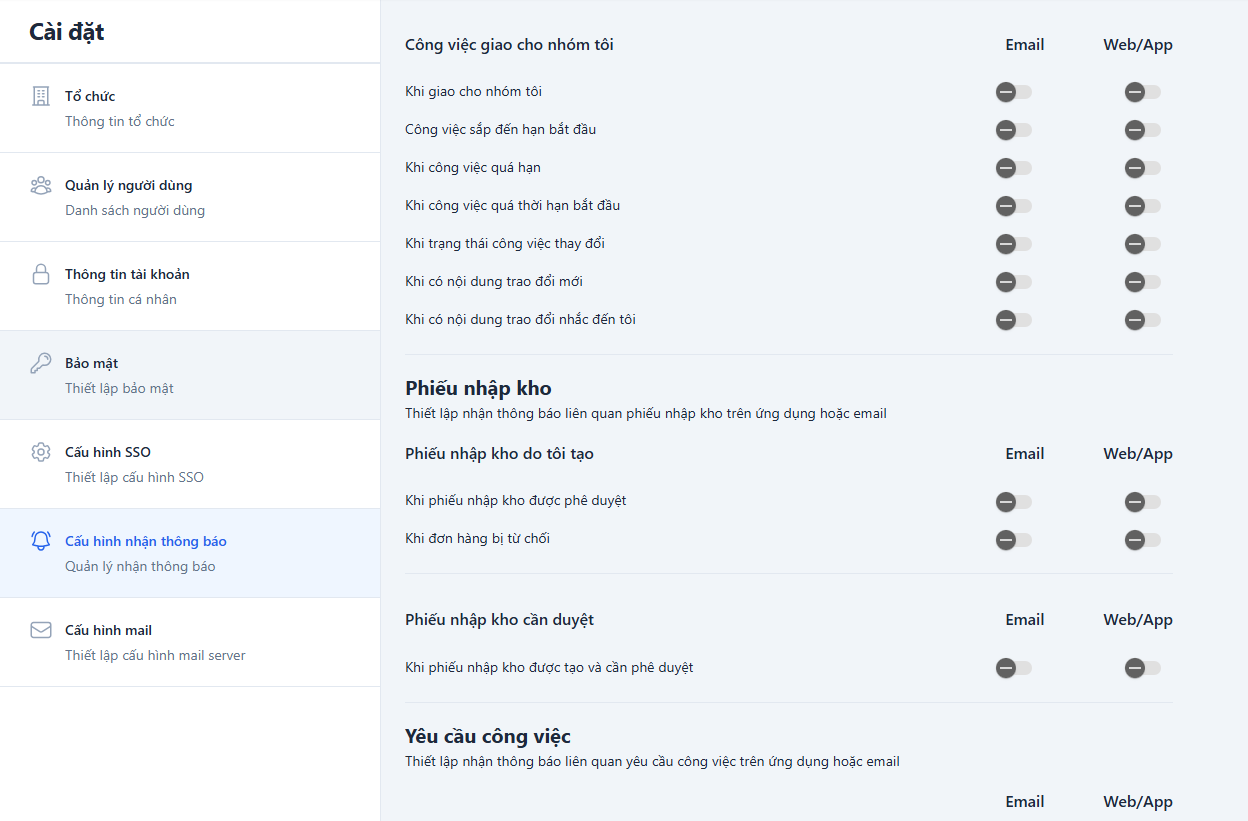 Cài đặt
Tổ chức
Thông tin tổ chức
Quản lý người dùng
Danh sách người dùng
Thông tin tài khoản
Thông tin cá nhân
Bảo mật
Thiết lập bảo mật
Cấu hình SSO
Thiết lập cấu hình SSO
Cấu hình nhận thông báo
Quản lý nhận thông báo
Cấu hình mail
Thiết lập cấu hình mail server
Công việc giao cho nhóm tôi Email Web/App
Khi giao cho nhóm tôi
Công việc sắp đến hạn bắt đầu
Khi công việc quá hạn
Khi công việc quá thời hạn bắt đầu
Khi trạng thái công việc thay đổi
Khi có nội dung trao đổi mới
Khi có nội dung trao đổi nhắc đến tôi
Phiếu nhập kho
Thiết lập nhận thông báo liên quan phiếu nhập kho trên ứng dụng hoặc email
Phiếu nhập kho do tôi tạo Email Web/App
Khi phiếu nhập kho được phê duyệt
Khi đơn hàng bị từ chối
Phiếu nhập kho cần duyệt Email Web/App
Khi phiếu nhập kho được tạo và cần phê duyệt
Yêu cầu công việc
Thiết lập nhận thông báo liên quan yêu cầu công việc trên ứng dụng hoặc email
Email Web/App